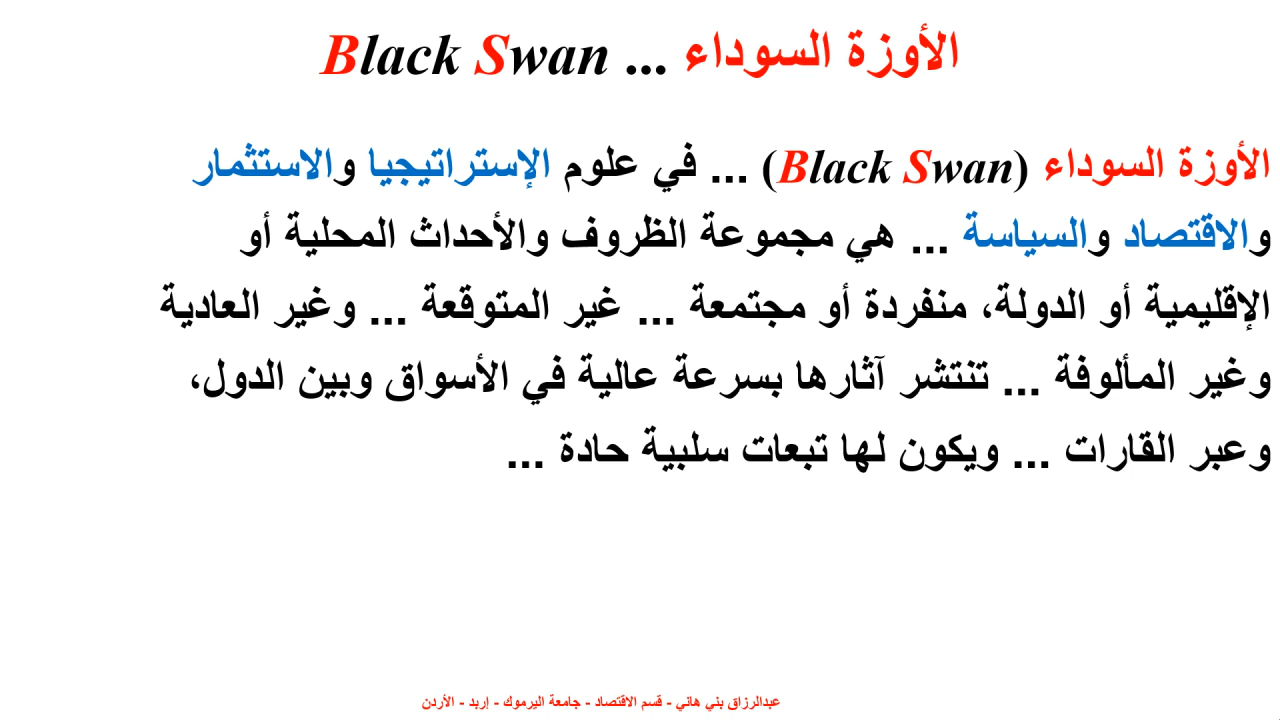 الأوزة السوداء ... Black Swan
الأوزة السوداء (Black Swan) ... في علوم الإستراتيجيا والاستثمار
والاقتصاد والسياسة ... هي مجموعة الظروف والأحداث المحلية أو
الإقليمية أو الدولة، منفردة أو مجتمعة ... غير المتوقعة ... وغير العادية
وغير المألوفة ... تنتشر آثارها بسرعة عالية في الأسواق وبين الدول،
وعبر القارات ... ويكون لها تبعات سلبية حادة ...
عبدالرزاق بني هاني - قسم الاقتصاد - جامعة اليرموك - إربد - الأردن